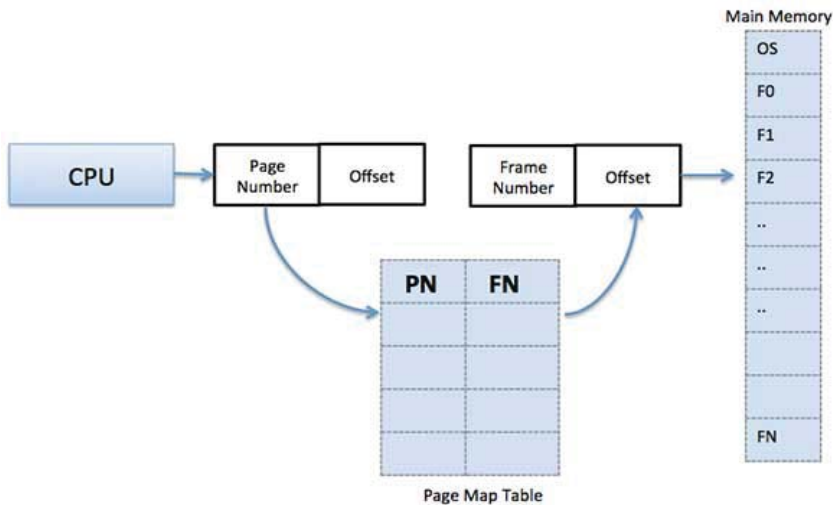 Main Memory
OS
F0
F1
F2
..
..
..
FN
CPU
Page
Number
Offset
Frame
Number
Offset
PN
FN
Page Map Table